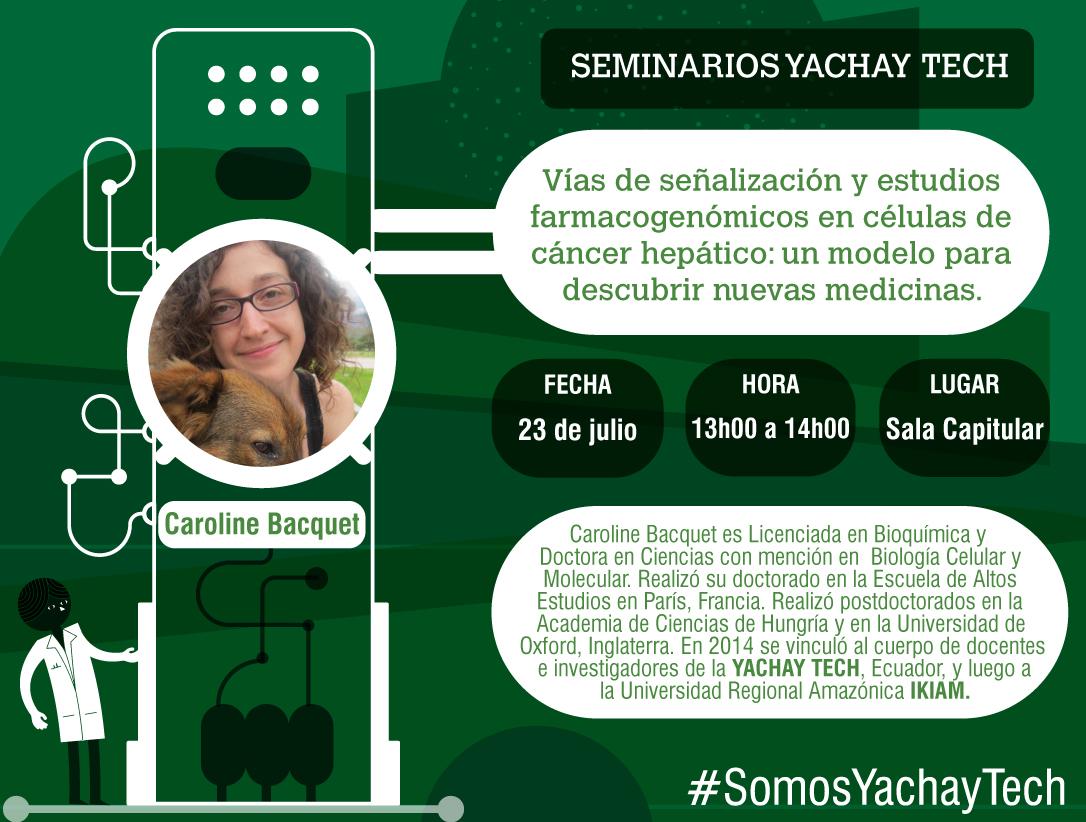 SEMINARIOS YACHAY TECH
Vías de señalización y estudios
farmacogenómicos en células de
cáncer hepático: un modelo para
descubrir nuevas medicinas.
FECHA
23 de julio
HORA
13h00 a 14h00
LUGAR
Sala Capitular
Caroline Bacquet
Caroline Bacquet es Licenciada en Bioquímica y
Doctora en Ciencias con mención en Biología Celular y
Molecular. Realizó su doctorado en la Escuela de Altos
Estudios en París, Francia. Realizó postdoctorados en la
Academia de Ciencias de Hungría y en la Universidad de
Oxford, Inglaterra. En 2014 se vinculó al cuerpo de docentes
e investigadores de la YACHAY TECH, Ecuador, y luego a
la Universidad Regional Amazónica IKIAM.
#SomosYachayTech